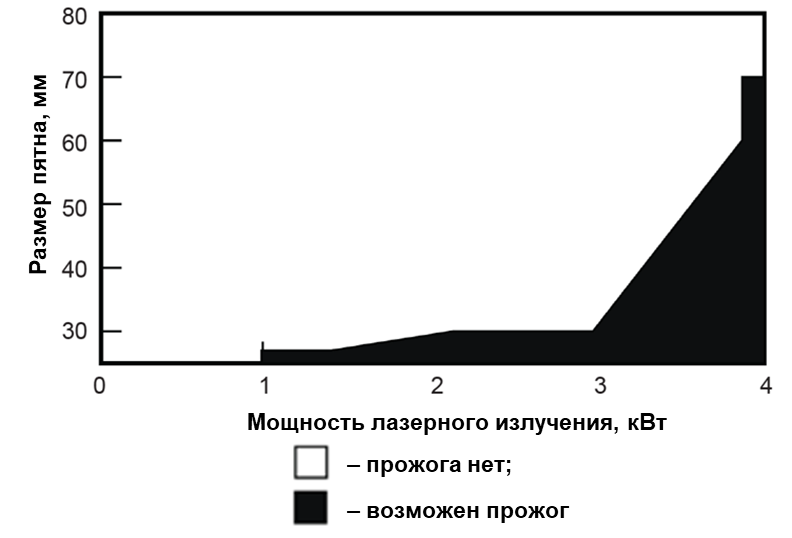 80
70
60
50
40
30
Размер пятна, мм
0 1 2 3 4
Мощность лазерного излучения, кВт
– прожога нет;
– возможен прожог